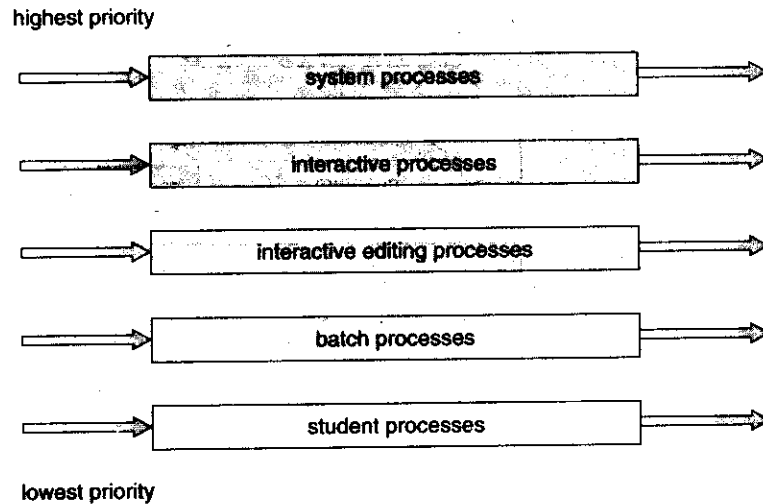 highest priority
system processes
interactive processes
interactive editing processes
batch processes
student processes
lowest priority